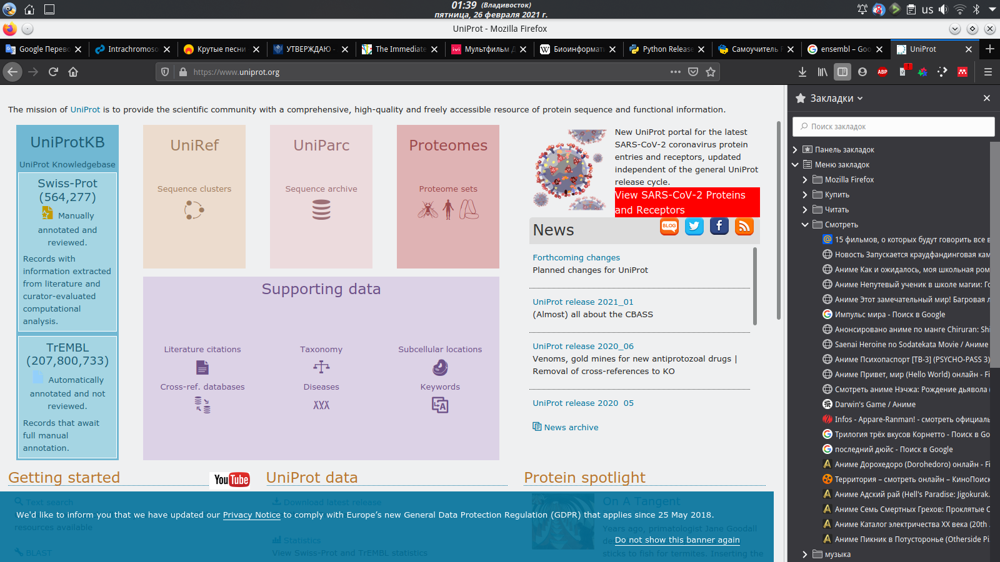 01:39 (Владивосток)
пятница, 26 февраля 2021 г.
us
UniProt - Mozilla Firefox
Google Перево
Intrachromoso
Крутые песни
УТВЕРЖДАЮ -
The Immediate
Мультфильм Д
Биоинформати
Python Release
Самоучитель P
ensembl – Goo
UniProt
https://www.uniprot.org
ABP
The mission of UniProt is to provide the scientific community with a comprehensive, high-quality and freely accessible resource of protein sequence and functional information.
UniProtKB
UniProt Knowledgebase
Swiss-Prot
(564,277)
Manually
annotated and
reviewed.
Records with
information extracted
from literature and
curator-evaluated
computational
analysis.
TrEMBL
(207,800,733)
Automatically
annotated and not
reviewed.
Records that await
full manual
annotation.
UniRef
Sequence clusters
UniParc
Sequence archive
Proteomes
Proteome sets
Supporting data
Literature citations
Taxonomy
Subcellular locations
Cross-ref. databases
Diseases
Keywords
New UniProt portal for the latest
SARS-CoV-2 coronavirus protein
entries and receptors, updated
independent of the general UniProt
release cycle.
View SARS-CoV-2 Proteins
and Receptors
News
BLOG
Forthcoming changes
Planned changes for UniProt
UniProt release 2021_01
(Almost) all about the CBASS
UniProt release 2020_06
Venoms, gold mines for new antiprotozoal drugs |
Removal of cross-references to KO
UniProt release 2020 05
News archive
Getting started
YouTube
UniProt data
Protein spotlight
Text search
resources available
BLAST
Download latest release
Statistics
View Swiss-Prot and TrEMBL statistics
On A Tangent
Years ago, primatologist Jane Goodall
sticks to fish for termites. Inserting the
We'd like to inform you that we have updated our Privacy Notice to comply with Europe's new General Data Protection Regulation (GDPR) that applies since 25 May 2018.
Do not show this banner again
Закладки
Поиск закладок
Панель закладок
Меню закладок
Mozilla Firefox
Купить
Читать
Смотреть
15 фильмов, о которых будут говорить все в
Новость Запускается краудфандинговая кам
Аниме Как и ожидалось, моя школьная ром
Аниме Непутевый ученик в школе магии: Го
Аниме Этот замечательный мир! Багровая л
Импульс мира - Поиск в Google
Анонсировано аниме по манге Chiruran: Shi
Saenai Heroine no Sodatekata Movie / Аниме
Аниме Психопаспорт [ТВ-3] (PSYCHO-PASS 3)
Аниме Привет, мир (Hello World) онлайн - Fi
Смотреть аниме Нэчжа: Рождение дьявола (
Darwin's Game / Аниме
Infos - Appare-Ranman! - смотреть официаль
Трилогия трёх вкусов Корнетто - Поиск в Go
последний дюйс - Поиск в Google
Аниме Дорохедоро (Dorohedoro) онлайн - Fi
Территория – смотреть онлайн – КиноПоиск
Аниме Адский рай (Hell's Paradise: Jigokurak.
Аниме Семь Смертных Грехов: Проклятые С
Аниме Каталог электричества XX века (20th .
Аниме Пикник в Потусторонье (Otherside Pi.
музыка